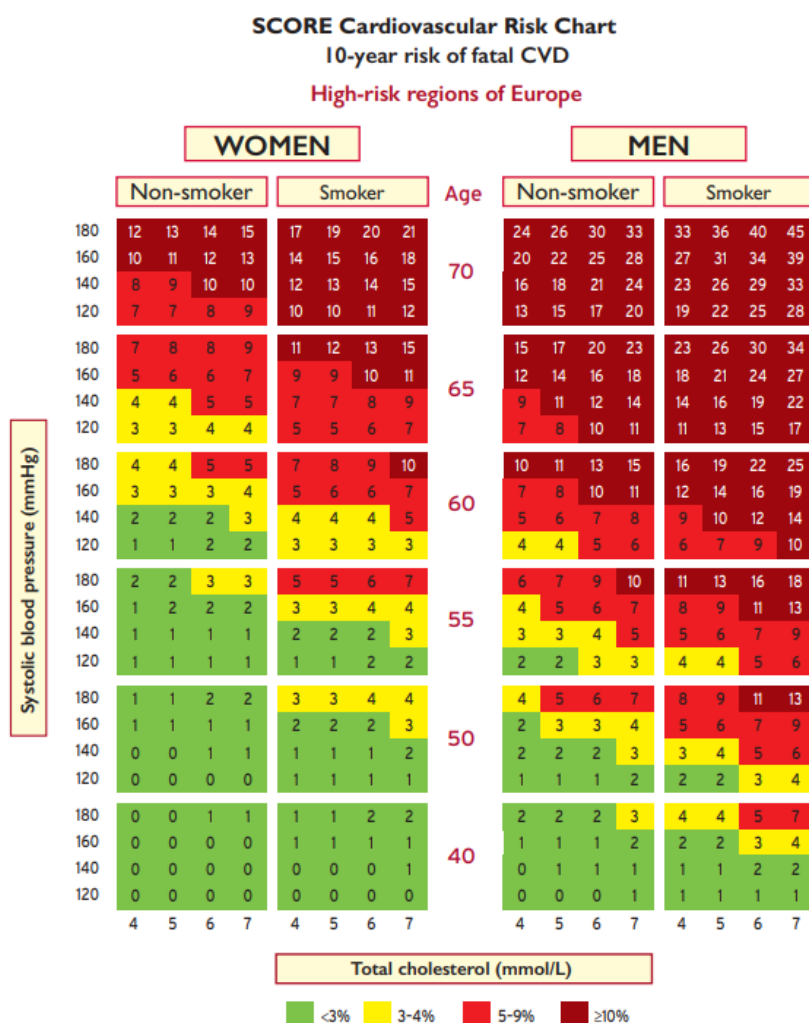 SCORE Cardiovascular Risk Chart
10-year risk of fatal CVD
High-risk regions of Europe
WOMEN MEN
Non-smoker Smoker Age Non-smoker Smoker
180 12 13 14 15 17 19 20 21 24 26 30 33 33 36 40 45
160 10 11 12 13 14 15 16 18 20 22 25 28 27 31 34 39
70
140 8 9 10 10 12 13 14 15 16 18 21 24 23 26 29 33
120 7 7 8 9 10 10 11 12 13 15 17 20 19 22 25 28
180 7 8 8 9 11 12 13 15 15 17 20 23 23 26 30 34
160 5 6 6 7 9 9 10 11 12 14 16 18 18 21 24 27
65
140 4 4 5 5 7 7 8 9 9 11 12 14 14 16 19 22
120 3 3 4 4 5 5 6 7 7 8 10 11 11 13 15 17
Systolic blood pressure (mmHg)
180 4 4 5 5 7 8 9 10 10 11 13 15 16 19 22 25
160 3 3 3 4 5 6 6 7 7 8 10 11 12 14 16 19
60
140 2 2 2 3 4 4 4 5 5 6 7 8 9 10 12 14
120 1 1 2 2 3 3 3 3 4 4 5 6 6 7 9 10
180 2 2 3 3 5 5 6 7 6 7 9 10 11 13 16 18
160 1 2 2 2 3 3 4 4 4 5 6 7 8 9 11 13
55
140 1 1 1 1 2 2 2 3 3 3 4 5 5 6 7 9
120 1 1 1 1 1 1 2 2 2 2 3 3 4 4 5 6
180 1 1 2 2 3 3 4 4 4 5 6 7 8 9 11 13
160 1 1 1 1 2 2 2 3 2 3 3 4 5 6 7 9
50
140 0 0 1 1 1 1 1 2 2 2 2 3 3 4 5 6
120 0 0 0 0 1 1 1 1 1 1 1 2 2 2 3 4
180 0 0 1 1 1 1 2 2 2 2 2 3 4 4 5 7
160 0 0 0 0 1 1 1 1 1 1 1 2 2 2 3 4
40
140 0 0 0 0 0 0 0 1 0 1 1 1 1 1 2 2
120 0 0 0 0 0 0 0 0 0 0 0 1 1 1 1 1
4 5 6 7 4 5 6 7 4 5 6 7 4 5 6 7
Total cholesterol (mmol/L)
<3% 3-4% 5-9% ≥10%